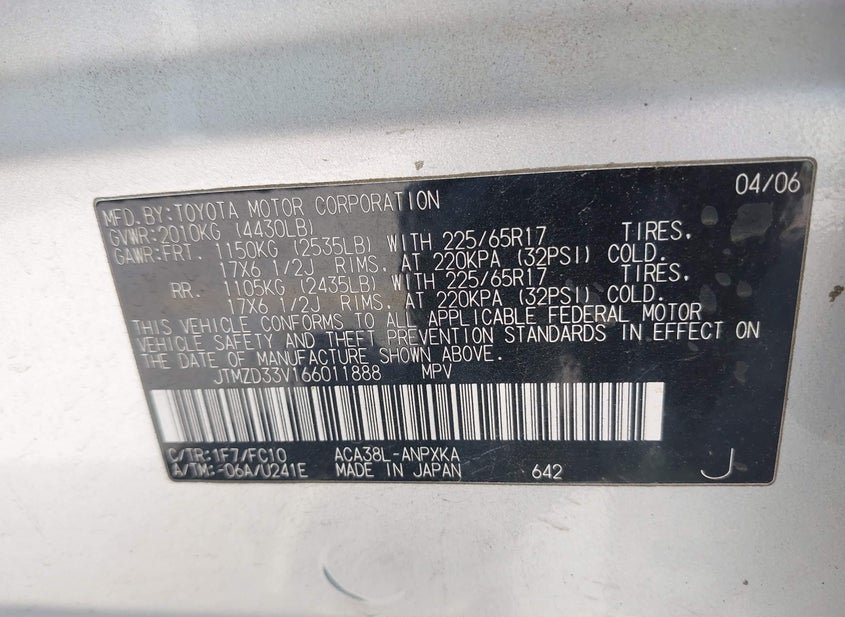 04/06
MFD.BY:TOYOTA MOTOR CORPORATION
GVWR:2010KG (4430LB)
GAWR:FRT. 1150KG (2535LB) WITH 225/65R17 TIRES,
17X6 1/2J RIMS, AT 220KPA (32PSI) COLD.
RR. 1105KG (2435LB) WITH 225/65R17 TIRES,
17X6 1/2J RIMS, AT 220KPA (32PSI) COLD.
THIS VEHICLE CONFORMS TO ALL APPLICABLE FEDERAL MOTOR
VEHICLE SAFETY AND THEFT PREVENTION STANDARDS IN EFFECT ON
THE DATE OF MANUFACTURE SHOWN ABOVE.
JTMZD33V166011888 MPV
C/TR:1F7/FC10 ACA38L-ANPXKA
A/TM:-06A/U241E MADE IN JAPAN 642 J